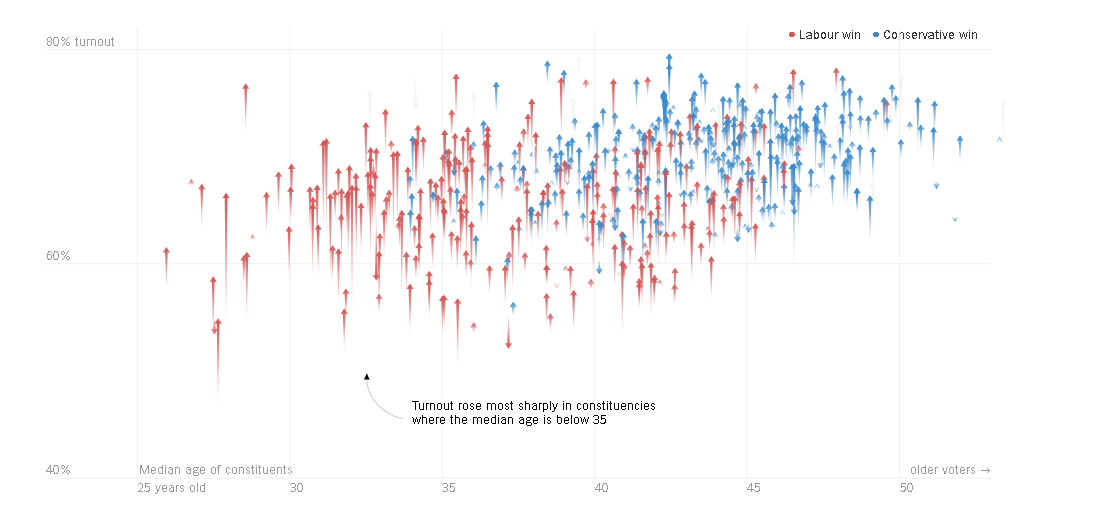 Labour win
Conservative win
80% turnout
60%
Turnout rose most sharply in constituencies
where the median age is below 35
40%
Median age of constituents
older voters →
25 years old
30
35
40
45
50